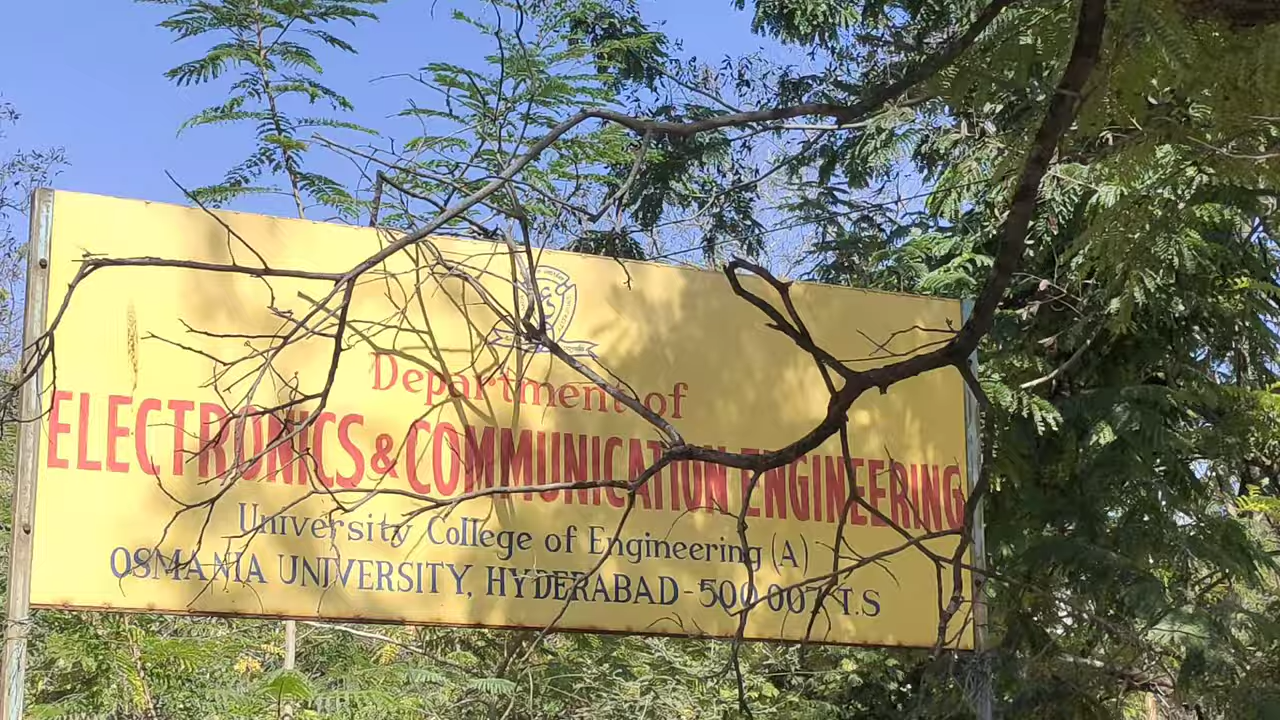 Department of
ELECTRONICS & COMMUNICATION ENGINEERING
University College of Engineering (A)
OSMANIA UNIVERSITY, HYDERABAD - 500 007 T.S